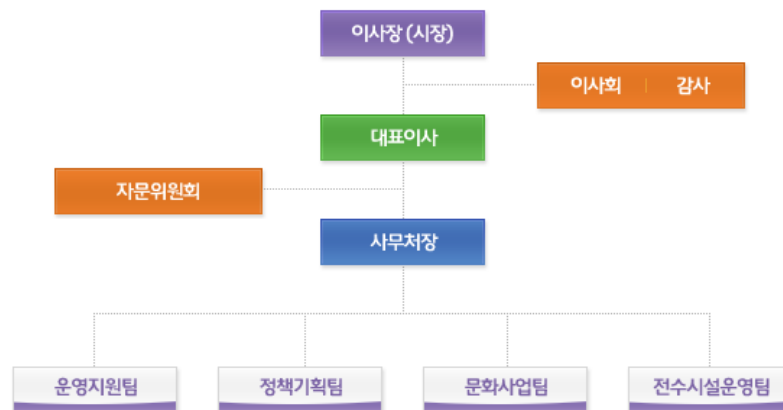 이사장 (시장)
이사회 | 감사
대표이사
자문위원회
사무처장
운영지원팀
정책기획팀
문화사업팀
전수시설운영팀